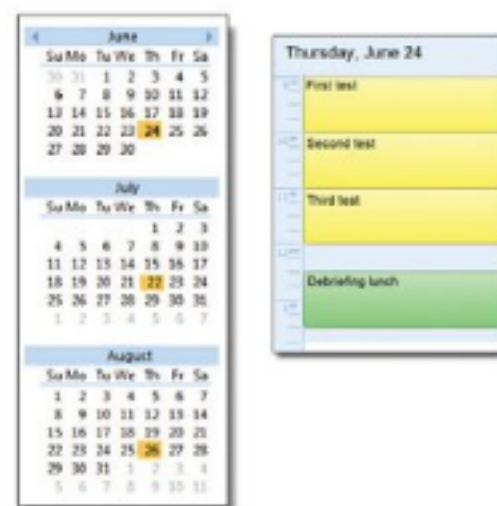 June
Su Mo Tu We Th Fr Sa
30 31 1 2 3 4 5
6 7 8 9 10 11 12
13 14 15 16 17 18 19
20 21 22 23 24 25 26
27 28 29 30
July
Su Mo Tu We Th Fr Sa
1 2 3
4 5 6 7 8 9 10
11 12 13 14 15 16 17
18 19 20 21 22 23 24
25 26 27 28 29 30 31
1 2 3 4 5 6 7
August
Su Mo Tu We Th Fr Sa
1 2 3 4 5 6 7
8 9 10 11 12 13 14
15 16 17 18 19 20 21
22 23 24 25 26 27 28
29 30 31 1 2 3 4
5 6 7 8 9 10 11
Thursday, June 24
First test
Second test
Third test
Debriefing lunch